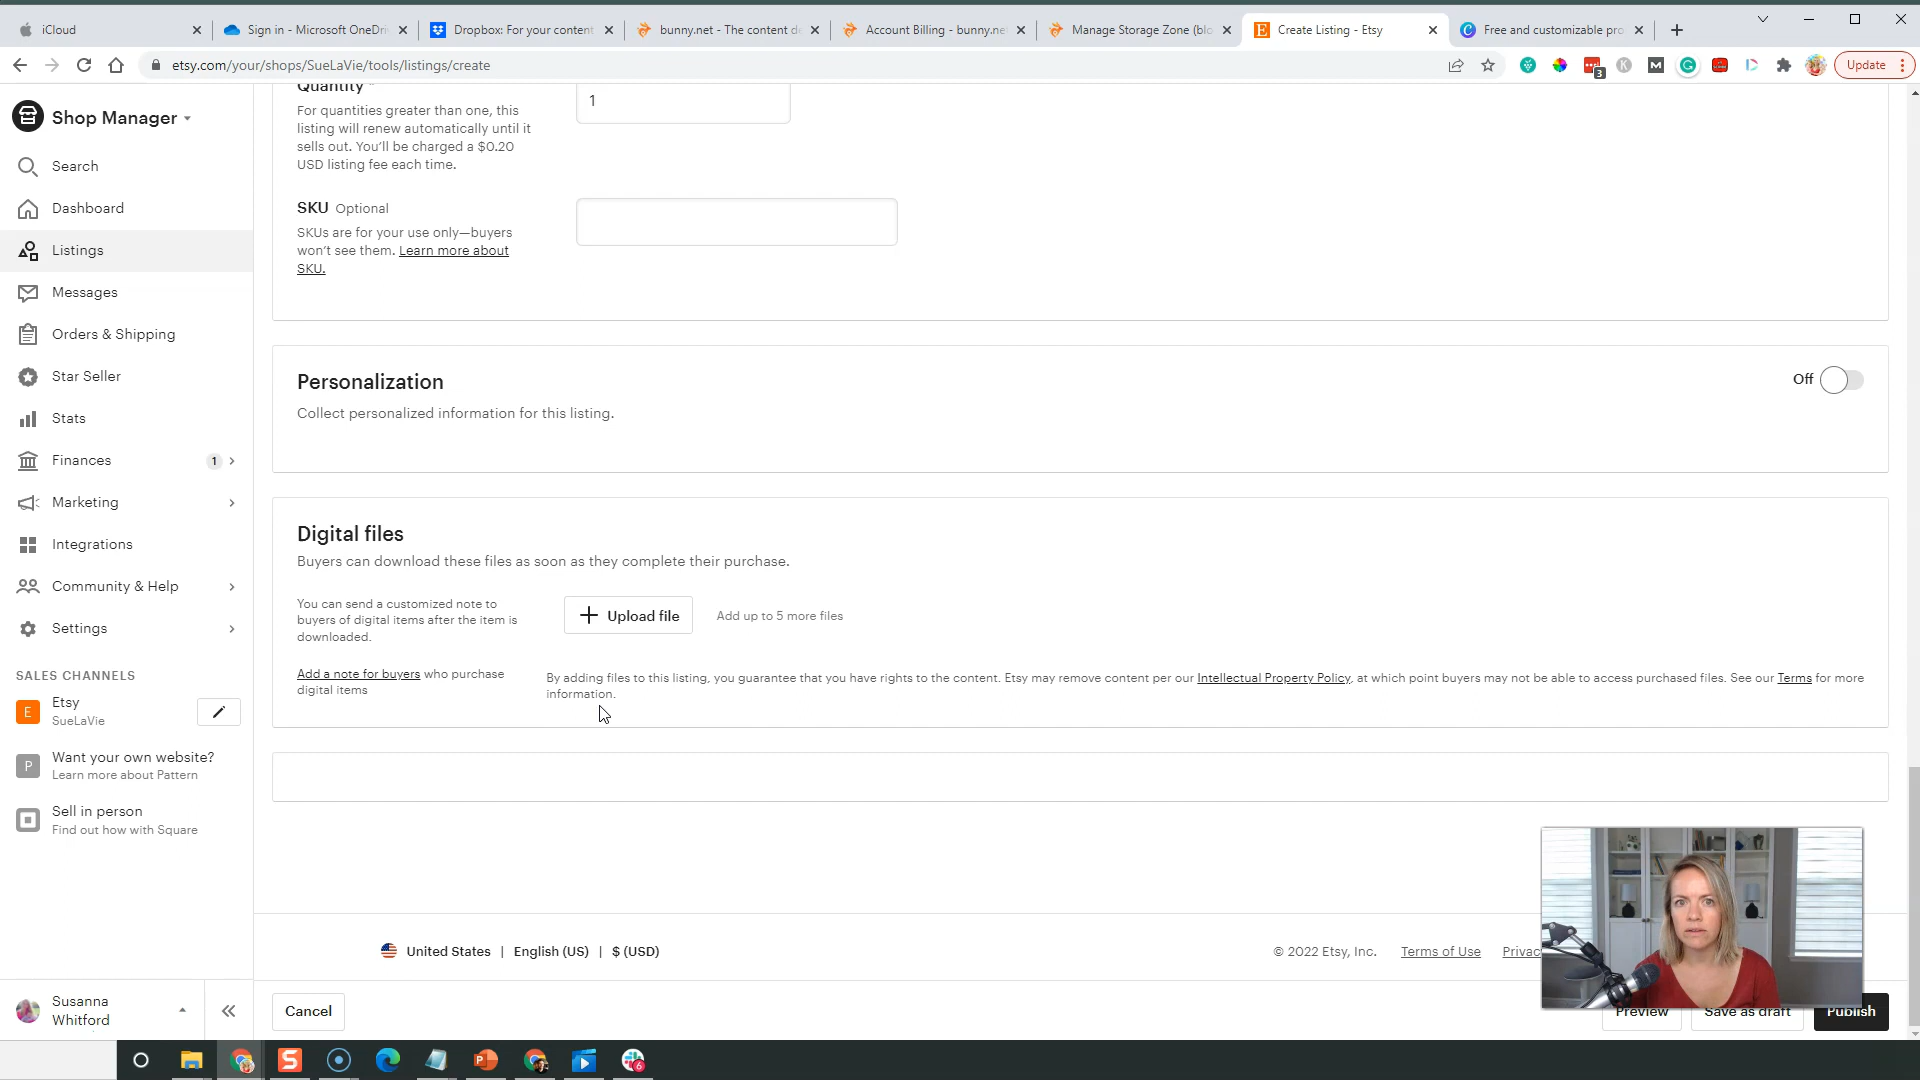 iCloud
Sign in - Microsoft OneDri
Dropbox: For your content
bunny.net - The content d
Account Billing - bunny.ne
Manage Storage Zone (blo
Create Listing - Etsy
Free and customizable pro
etsy.com/your/shops/SueLaVie/tools/listings/create
3
Update
Shop Manager
Search
Dashboard
Listings
Messages
Orders & Shipping
Star Seller
Stats
Finances
1
Marketing
Integrations
Community & Help
Settings
SALES CHANNELS
E
Etsy
SueLaVie
P
Want your own website?
Learn more about Pattern
Sell in person
Find out how with Square
Susanna
Whitford
Quantity
For quantities greater than one, this
listing will renew automatically until it
sells out. You'll be charged a $0.20
USD listing fee each time.
1
SKU Optional
SKUs are for your use only—buyers
won't see them. Learn more about
SKU.
Personalization
Collect personalized information for this listing.
Off
Digital files
Buyers can download these files as soon as they complete their purchase.
You can send a customized note to
buyers of digital items after the item is
downloaded.
Upload file
Add up to 5 more files
Add a note for buyers who purchase
digital items
By adding files to this listing, you guarantee that you have rights to the content. Etsy may remove content per our Intellectual Property Policy, at which point buyers may not be able to access purchased files. See our Terms for more
information.
United States | English (US) | $ (USD)
© 2022 Etsy, Inc.
Terms of Use
Privac
Cancel
Preview
Save as draft
Publish